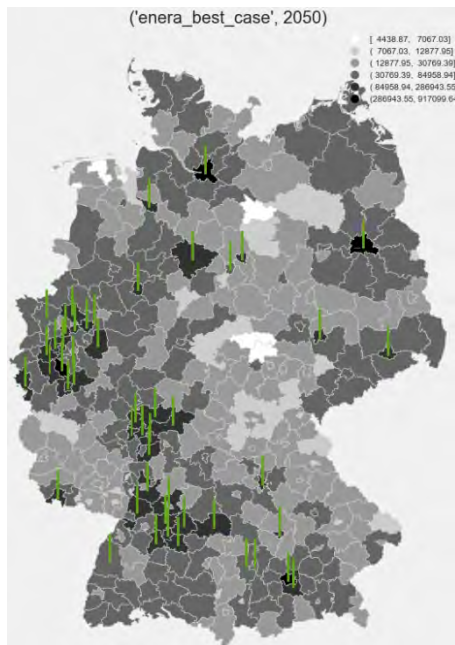 ('enera_best_case', 2050)
[ 4438.87, 7067.03]
( 7067.03, 12877.95]
( 12877.95, 30769.39]
( 30769.39, 84958.94]
( 84958.94, 286943.55]
(286943.55, 917099.64